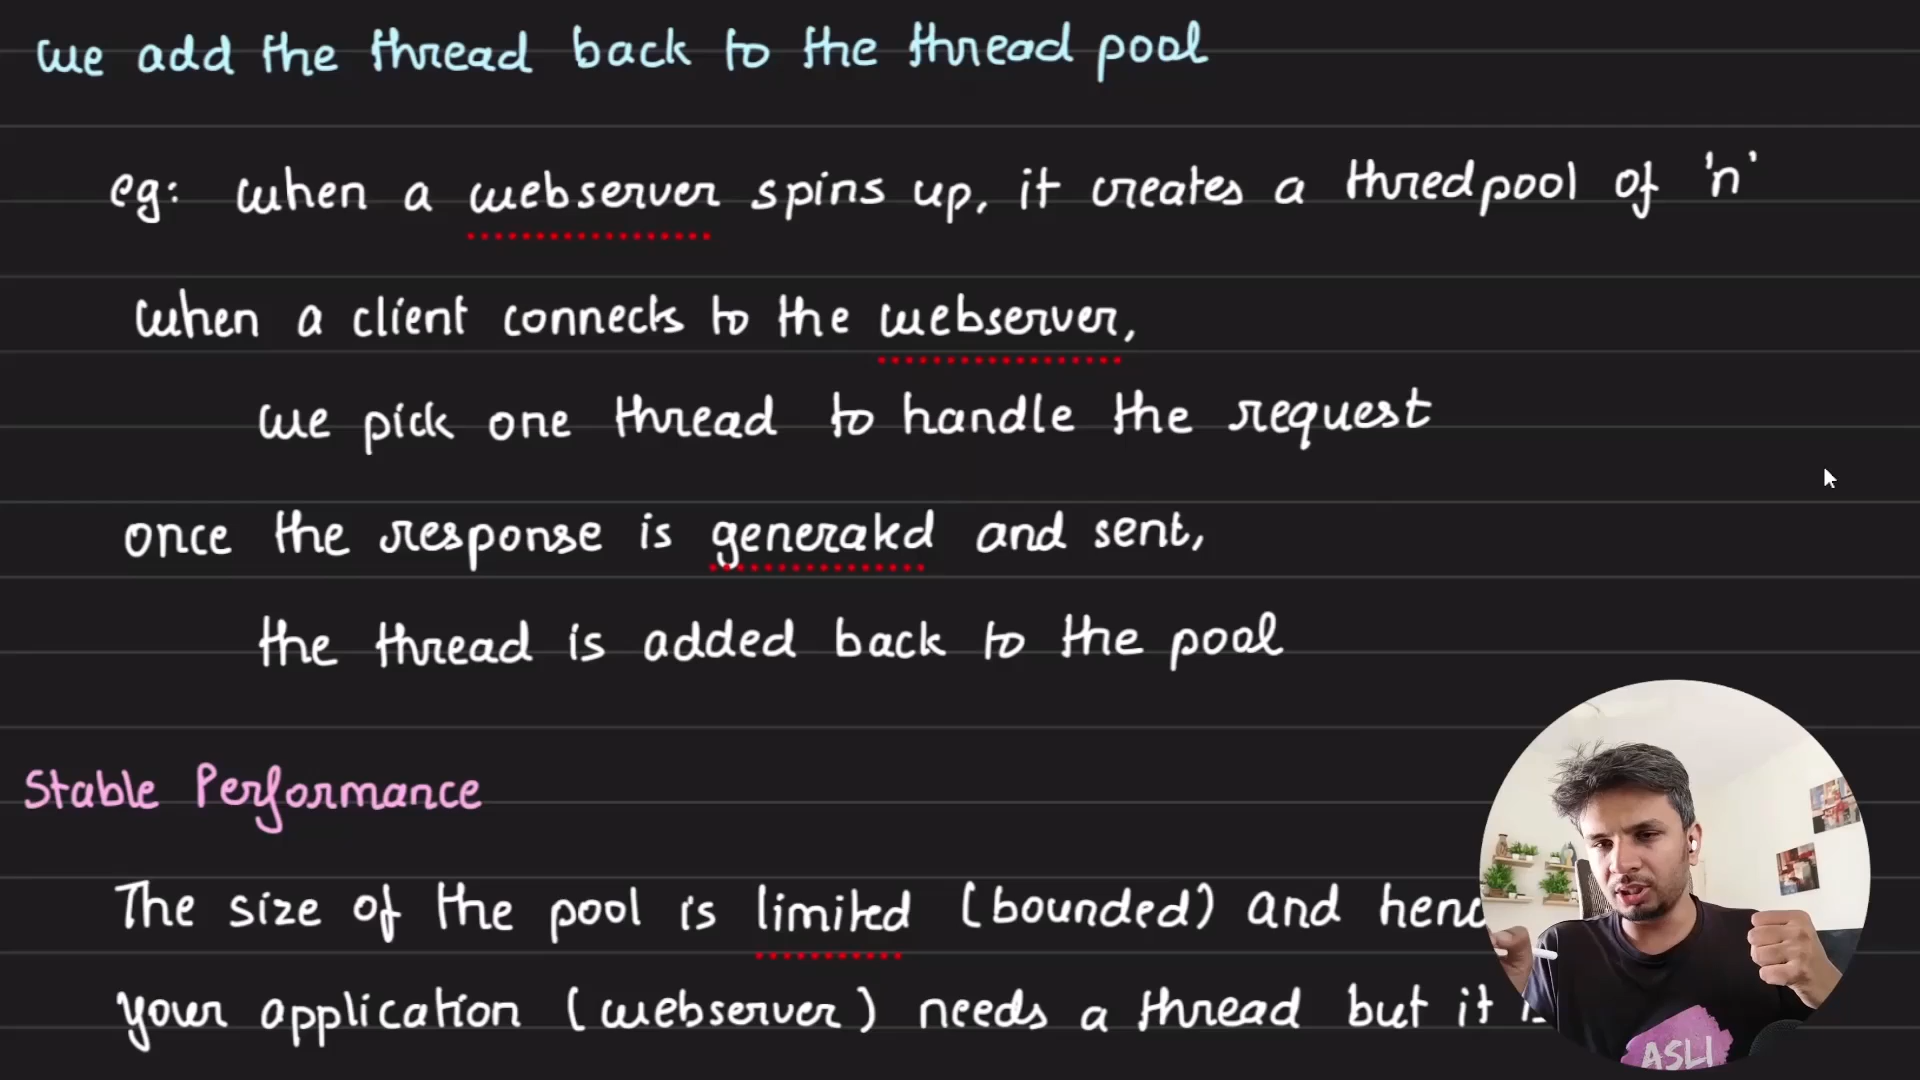 we add the thread back to the thread pool
eg: when a webserver spins up, it creates a thredpool of 'n'
when a client connects to the webserver,
we pick one thread to handle the request
once the response is generated and sent,
the thread is added back to the pool
Stable Performance
The size of the pool is limited (bounded) and
your application (webserver) needs a thread but it
ASLI